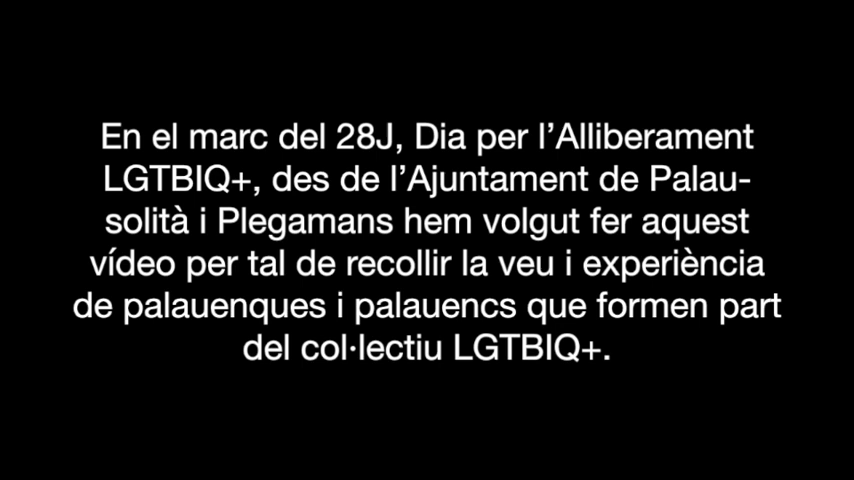 En el marc del 28J, Dia per l’Alliberament
LGTBIQ+, des de l’Ajuntament de Palau-
solità i Plegamans hem volgut fer aquest
vídeo per tal de recollir la veu i experiència
de palauenques i palauencs que formen part
del col·lectiu LGTBIQ+.